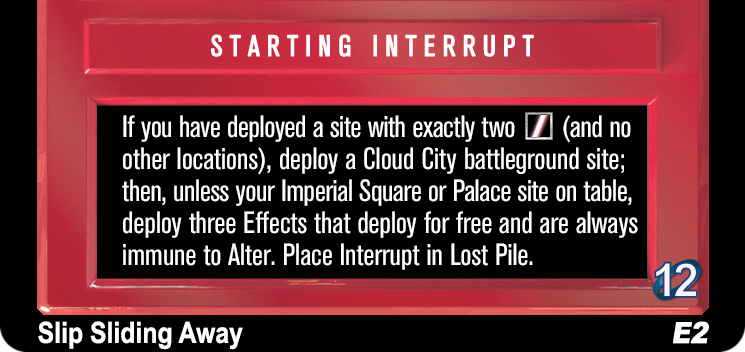 STARTING INTERRUPT
If you have deployed a site with exactly two (and no
other locations), deploy a Cloud City battleground site;
then, unless your Imperial Square or Palace site on table,
deploy three Effects that deploy for free and are always
immune to Alter. Place Interrupt in Lost Pile.
12
Slip Sliding Away E2